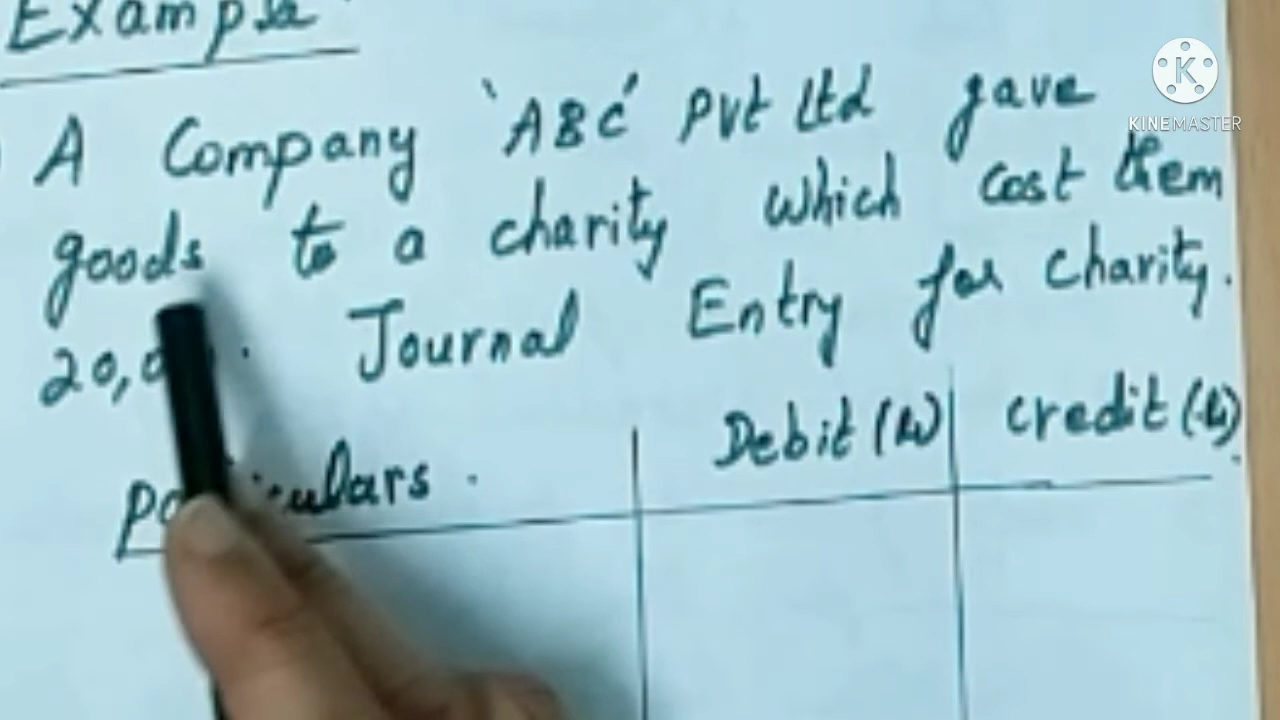 Example
A Company 'ABC' Pvt Ltd gave
goods to a charity which cost them
Journal Entry for charity.
Debit Credit
KINEMASTER